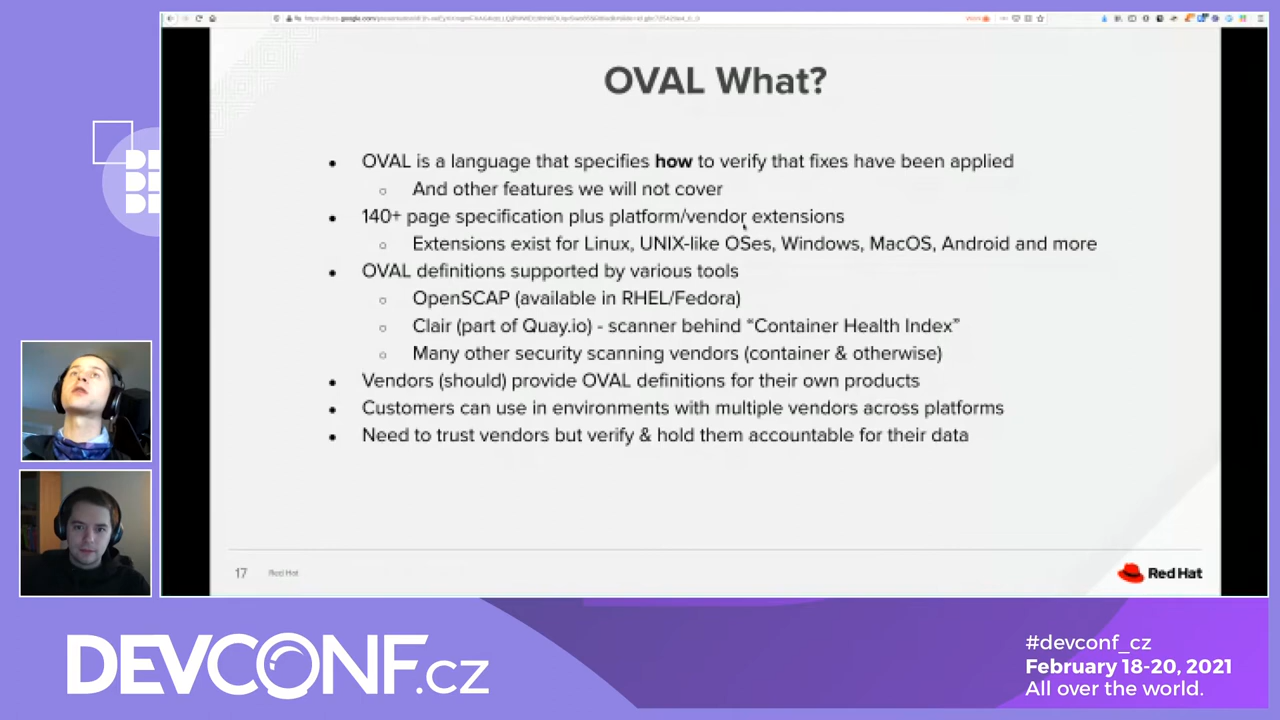 OVAL What?
• OVAL is a language that specifies how to verify that fixes have been applied
○ And other features we will not cover
• 140+ page specification plus platform/vendor extensions
○ Extensions exist for Linux, UNIX-like OSes, Windows, MacOS, Android and more
• OVAL definitions supported by various tools
○ OpenSCAP (available in RHEL/Fedora)
○ Clair (part of Quay.io) - scanner behind “Container Health Index”
○ Many other security scanning vendors (container & otherwise)
• Vendors (should) provide OVAL definitions for their own products
• Customers can use in environments with multiple vendors across platforms
• Need to trust vendors but verify & hold them accountable for their data
17 Red Hat
Red Hat
DEVCONF.cz
#devconf_cz
February 18-20, 2021
All over the world.